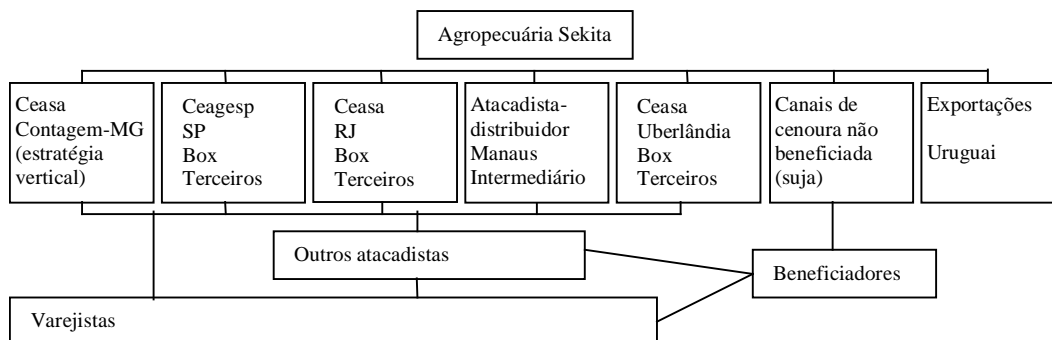 Agropecuária Sekita
Ceasa
Contagem-MG
(estratégia
vertical)
Ceagesp
SP
Box
Terceiros
Ceasa
RJ
Box
Terceiros
Atacadista-
distribuidor
Manaus
Intermediário
Ceasa
Uberlândia
Box
Terceiros
Canais de
cenoura não
beneficiada
(suja)
Exportações
Uruguai
Outros atacadistas
Beneficiadores
Varejistas